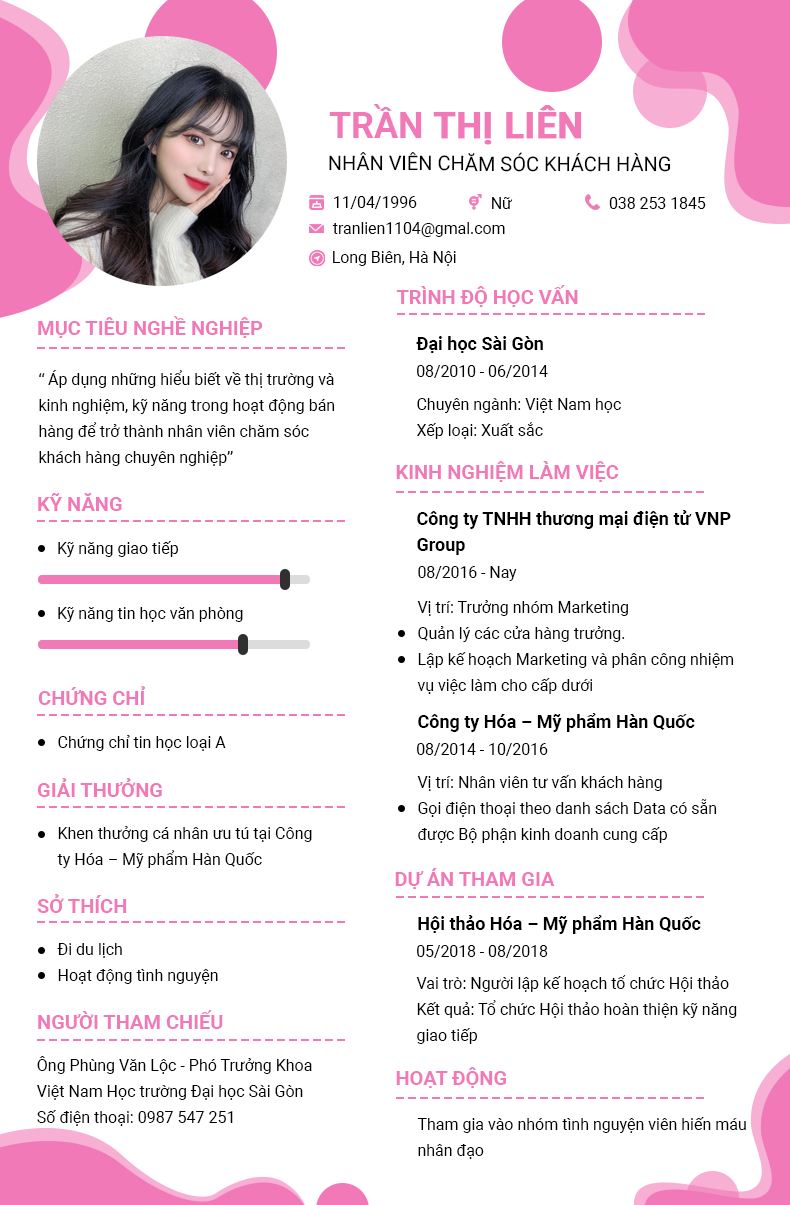 TRẦN THỊ LIÊN
NHÂN VIÊN CHĂM SÓC KHÁCH HÀNG
11/04/1996 Nữ 038 253 1845
tranlien1104@gmal.com
Long Biên, Hà Nội
MỤC TIÊU NGHỀ NGHIỆP
“ Áp dụng những hiểu biết về thị trường và
kinh nghiệm, kỹ năng trong hoạt động bán
hàng để trở thành nhân viên chăm sóc
khách hàng chuyên nghiệp”
KỸ NĂNG
• Kỹ năng giao tiếp
• Kỹ năng tin học văn phòng
CHỨNG CHỈ
• Chứng chỉ tin học loại A
GIẢI THƯỞNG
• Khen thưởng cá nhân ưu tú tại Công
ty Hóa – Mỹ phẩm Hàn Quốc
SỞ THÍCH
• Đi du lịch
• Hoạt động tình nguyện
NGƯỜI THAM CHIẾU
Ông Phùng Văn Lộc - Phó Trưởng Khoa
Việt Nam Học trường Đại học Sài Gòn
Số điện thoại: 0987 547 251
TRÌNH ĐỘ HỌC VẤN
Đại học Sài Gòn
08/2010 - 06/2014
Chuyên ngành: Việt Nam học
Xếp loại: Xuất sắc
KINH NGHIỆM LÀM VIỆC
Công ty TNHH thương mại điện tử VNP
Group
08/2016 - Nay
Vị trí: Trưởng nhóm Marketing
• Quản lý các cửa hàng trưởng.
• Lập kế hoạch Marketing và phân công nhiệm
vụ việc làm cho cấp dưới
Công ty Hóa – Mỹ phẩm Hàn Quốc
08/2014 - 10/2016
Vị trí: Nhân viên tư vấn khách hàng
• Gọi điện thoại theo danh sách Data có sẵn
được Bộ phận kinh doanh cung cấp
DỰ ÁN THAM GIA
Hội thảo Hóa – Mỹ phẩm Hàn Quốc
05/2018 - 08/2018
Vai trò: Người lập kế hoạch tố chức Hội thảo
Kết quả: Tổ chức Hội thảo hoàn thiện kỹ năng
giao tiếp
HOẠT ĐỘNG
Tham gia vào nhóm tình nguyện viên hiến máu
nhân đạo